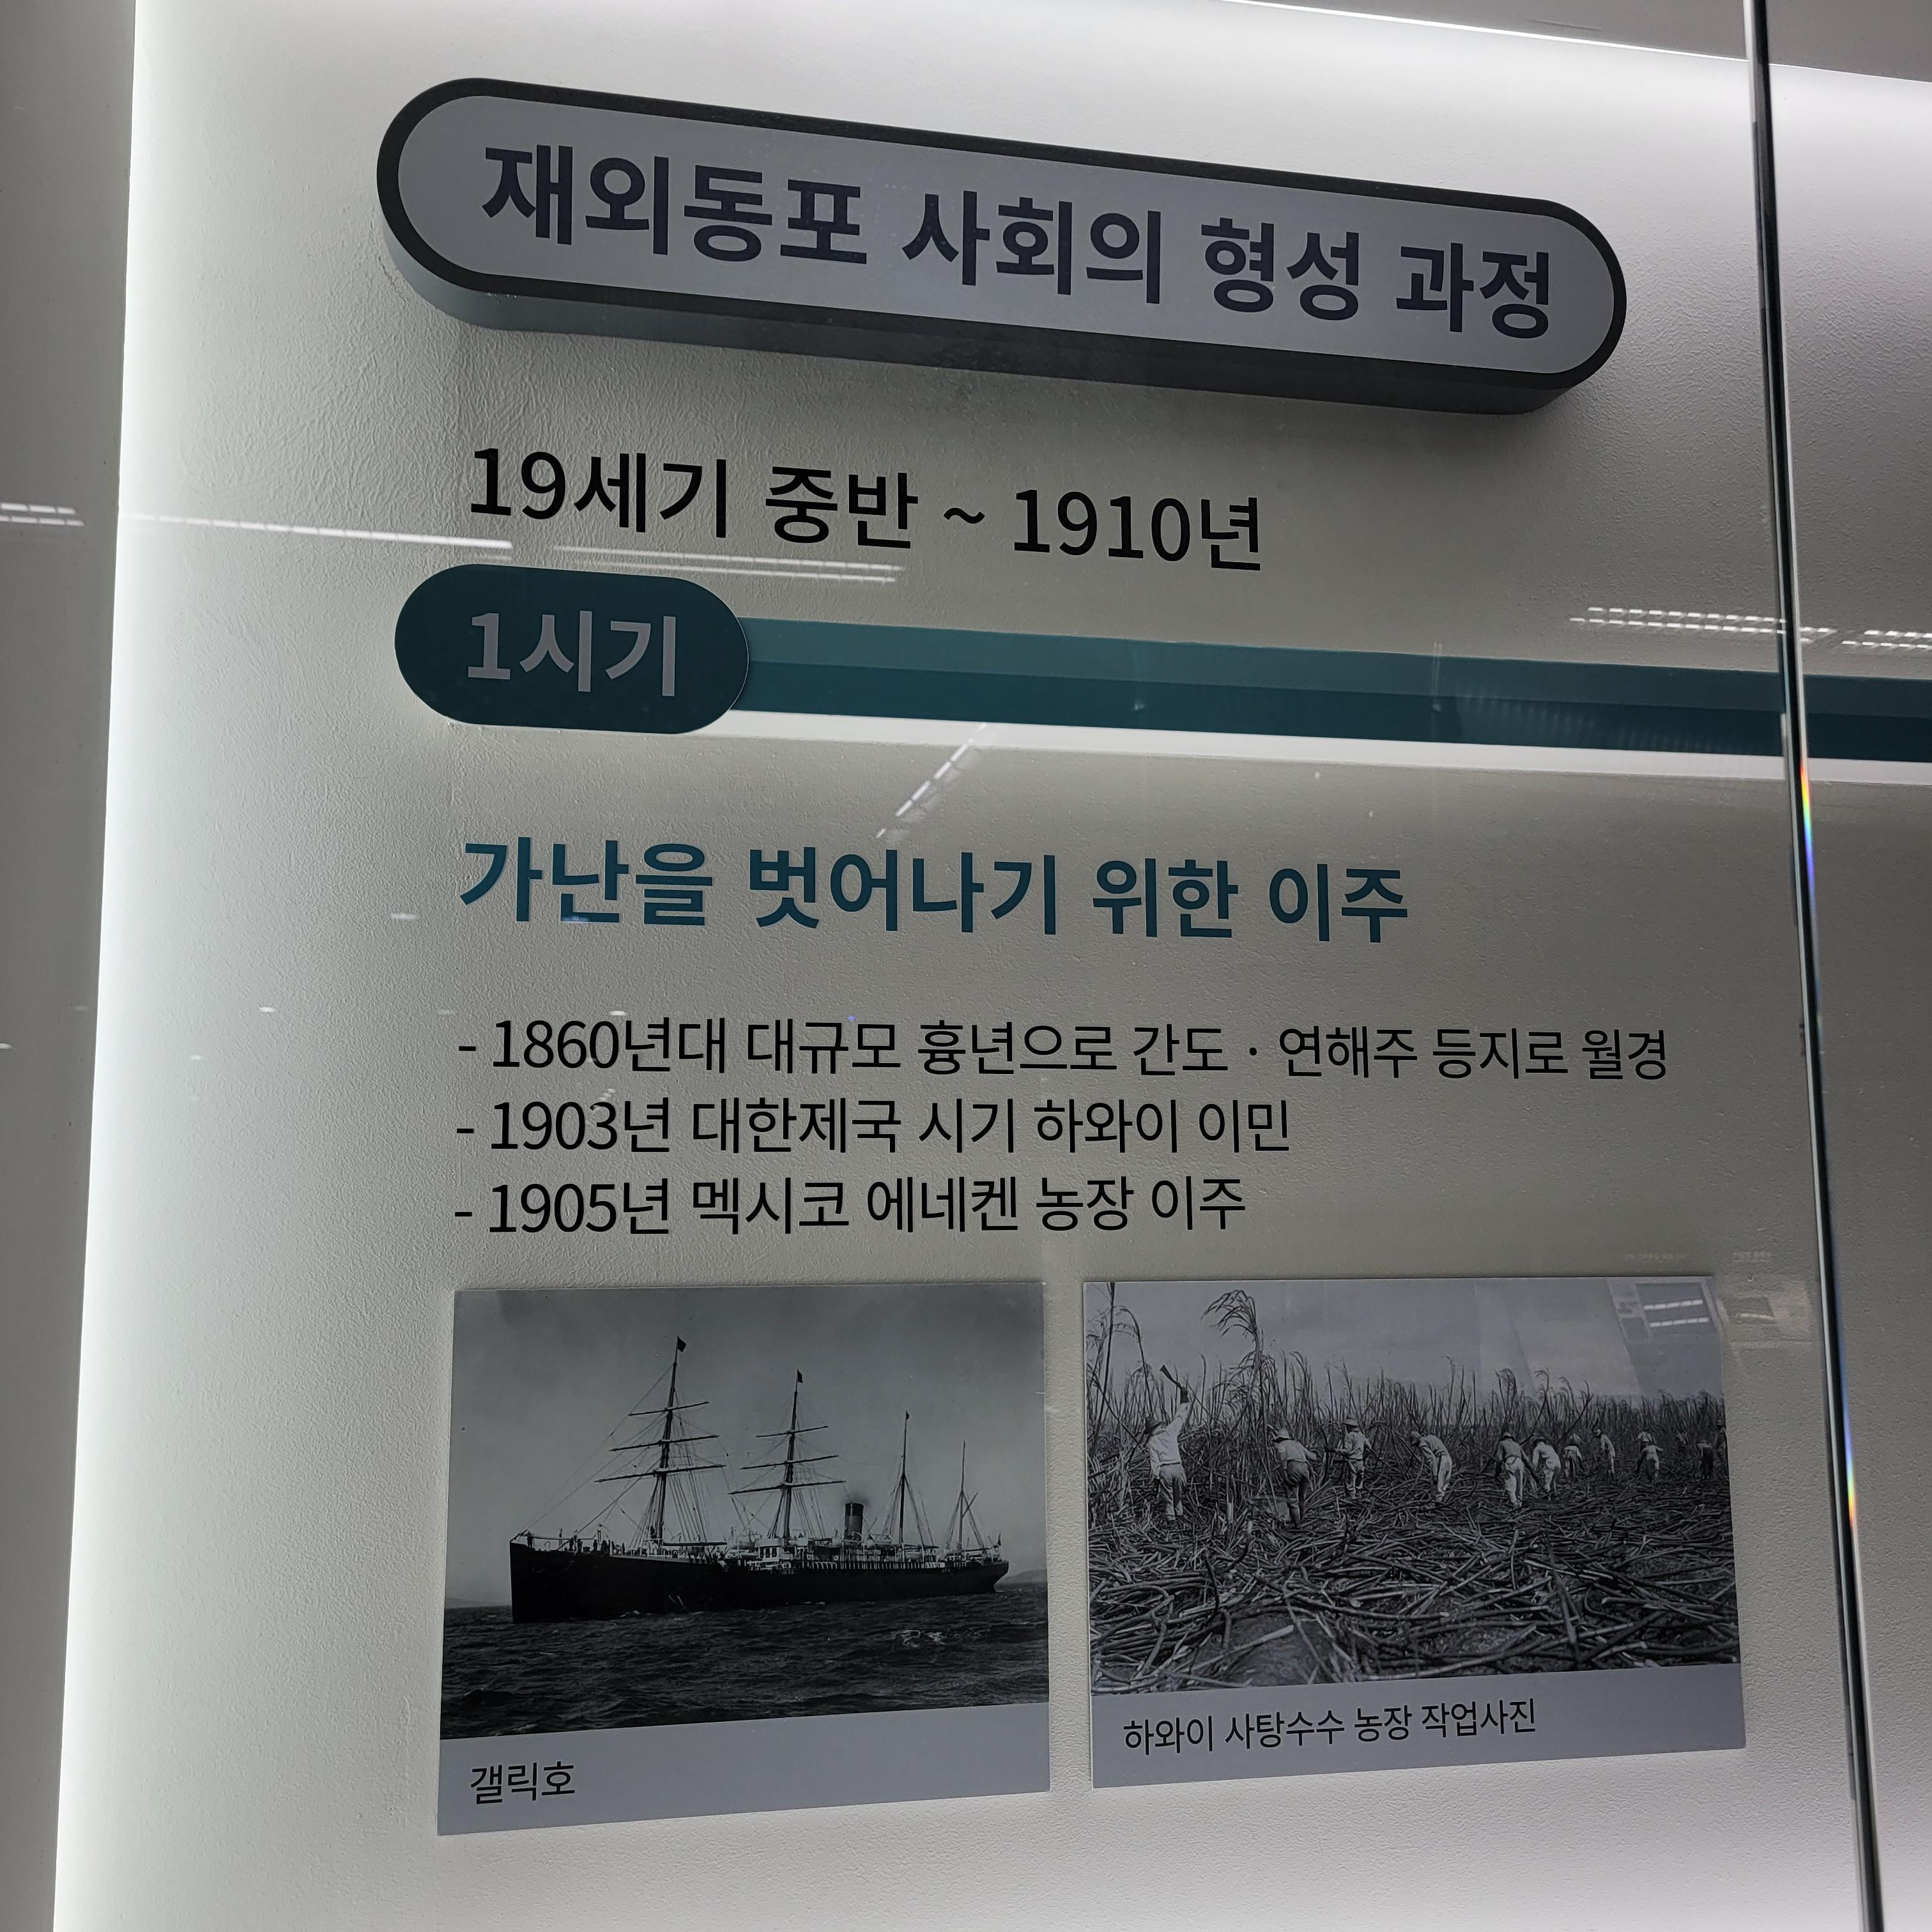 재외동포 사회의 형성 과정
19세기 중반 ~ 1910년
1시기
가난을 벗어나기 위한 이주
- 1860년대 대규모 흉년으로 간도 · 연해주 등지로 월경
- 1903년 대한제국 시기 하와이 이민
- 1905년 멕시코 에네켄 농장 이주
갤릭호
하와이 사탕수수 농장 작업사진